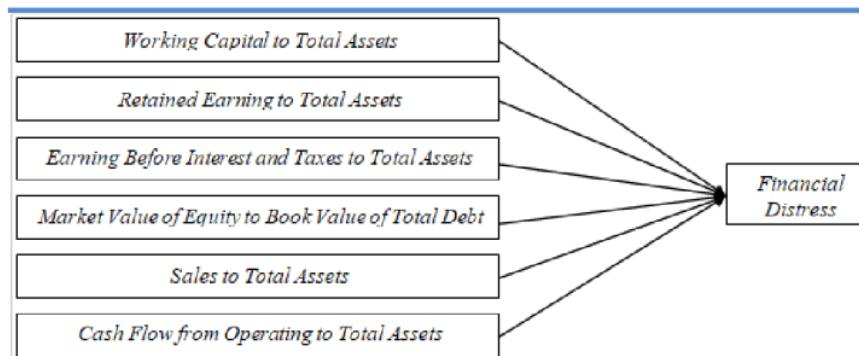 Working Capital to Total Assets
Retained Earning to Total Assets
Earning Before Interest and Taxes to Total Assets
Market Value of Equity to Book Value of Total Debt
Sales to Total Assets
Cash Flow from Operating to Total Assets
Financial
Distress